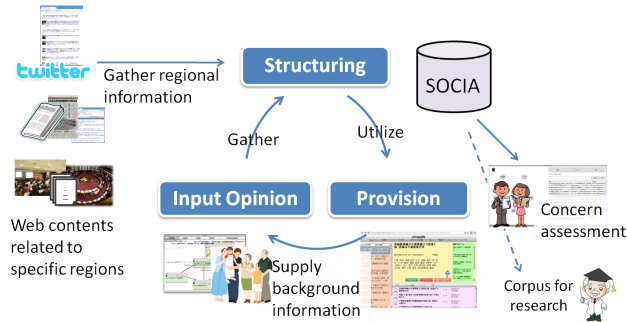 twitter
Gather regional
information
Structuring
SOCIA
Gather
Utilize
Input Opinion
Provision
Web contents
related to
specific regions
Supply
background
information
Concern
assessment
Corpus for
research